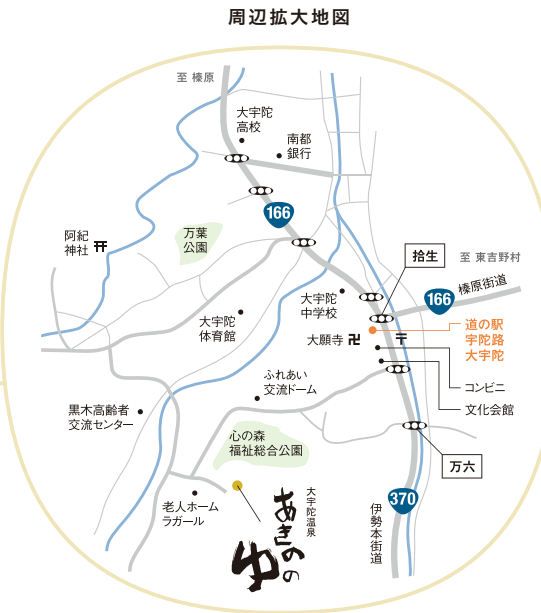 周辺拡大地図
至 榛原
大宇陀
高校
南都
銀行
166
阿紀
神社
万葉
公園
拾生
至 東吉野村
榛原街道
166
大宇陀
中学校
大宇陀
体育館
大願寺
道の駅
宇陀路
大宇陀
コンビニ
文化会館
ふれあい
交流ドーム
黒木高齢者
交流センター
心の森
福祉総合公園
万六
370
伊勢本街道
老人ホーム
ラガール
大宇陀温泉
あきのの
ゆ